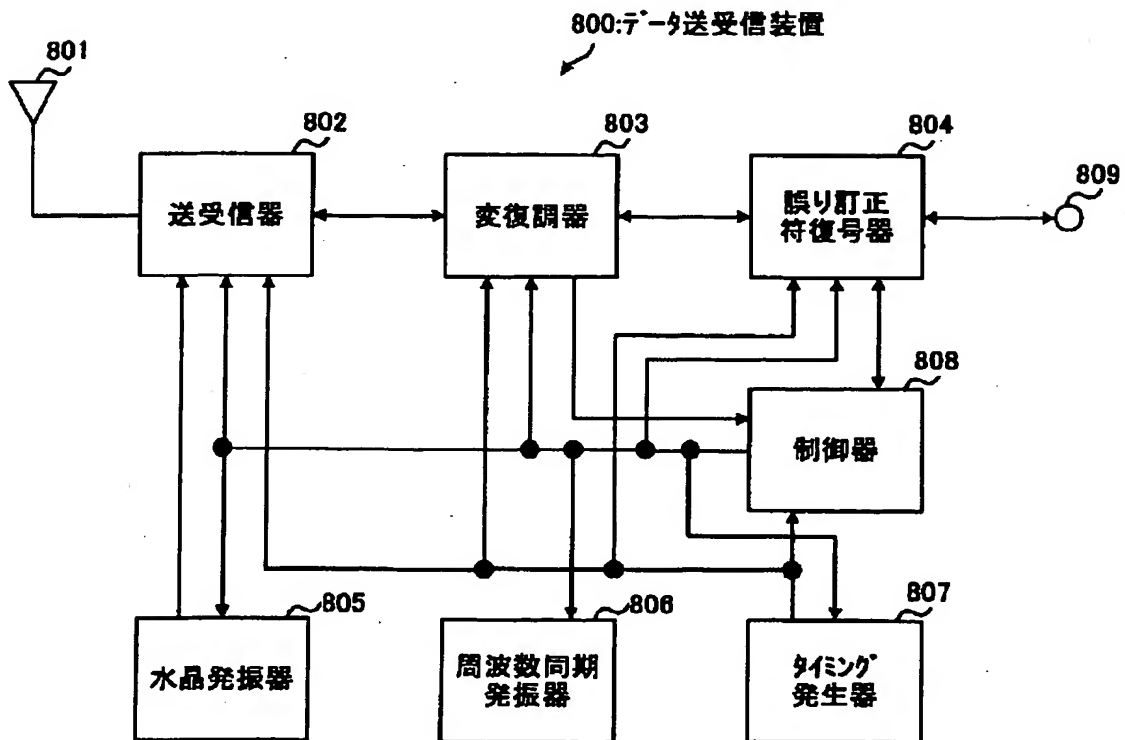 800:データ送受信装置
801
802
803
804
809
送受信器
変復調器
誤り訂正
符復号器
808
制御器
805
806
807
水晶発振器
周波数同期
発振器
タイミング
発生器